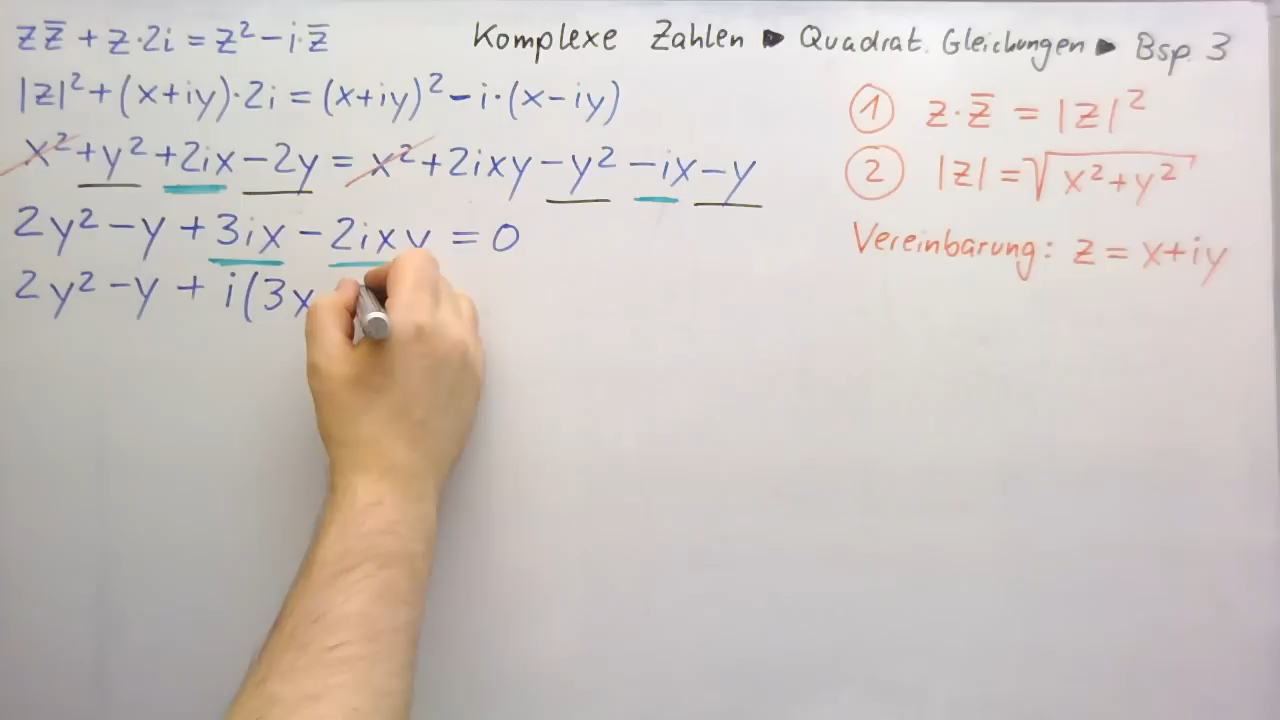 zz̅ + z·2i = z² − i·z̅
Komplexe Zahlen ▶ Quadrat. Gleichungen ▶ Bsp. 3
|z|² + (x+iy)·2i = (x+iy)² − i·(x−iy)
① z·z̅ = |z|²
x² + y² + 2ix − 2y = x² + 2ixy − y² − ix − y
② |z| = √x²+y²
2y² − y + 3ix − 2ixy = 0
Vereinbarung: z = x+iy
2y² − y + i(3x